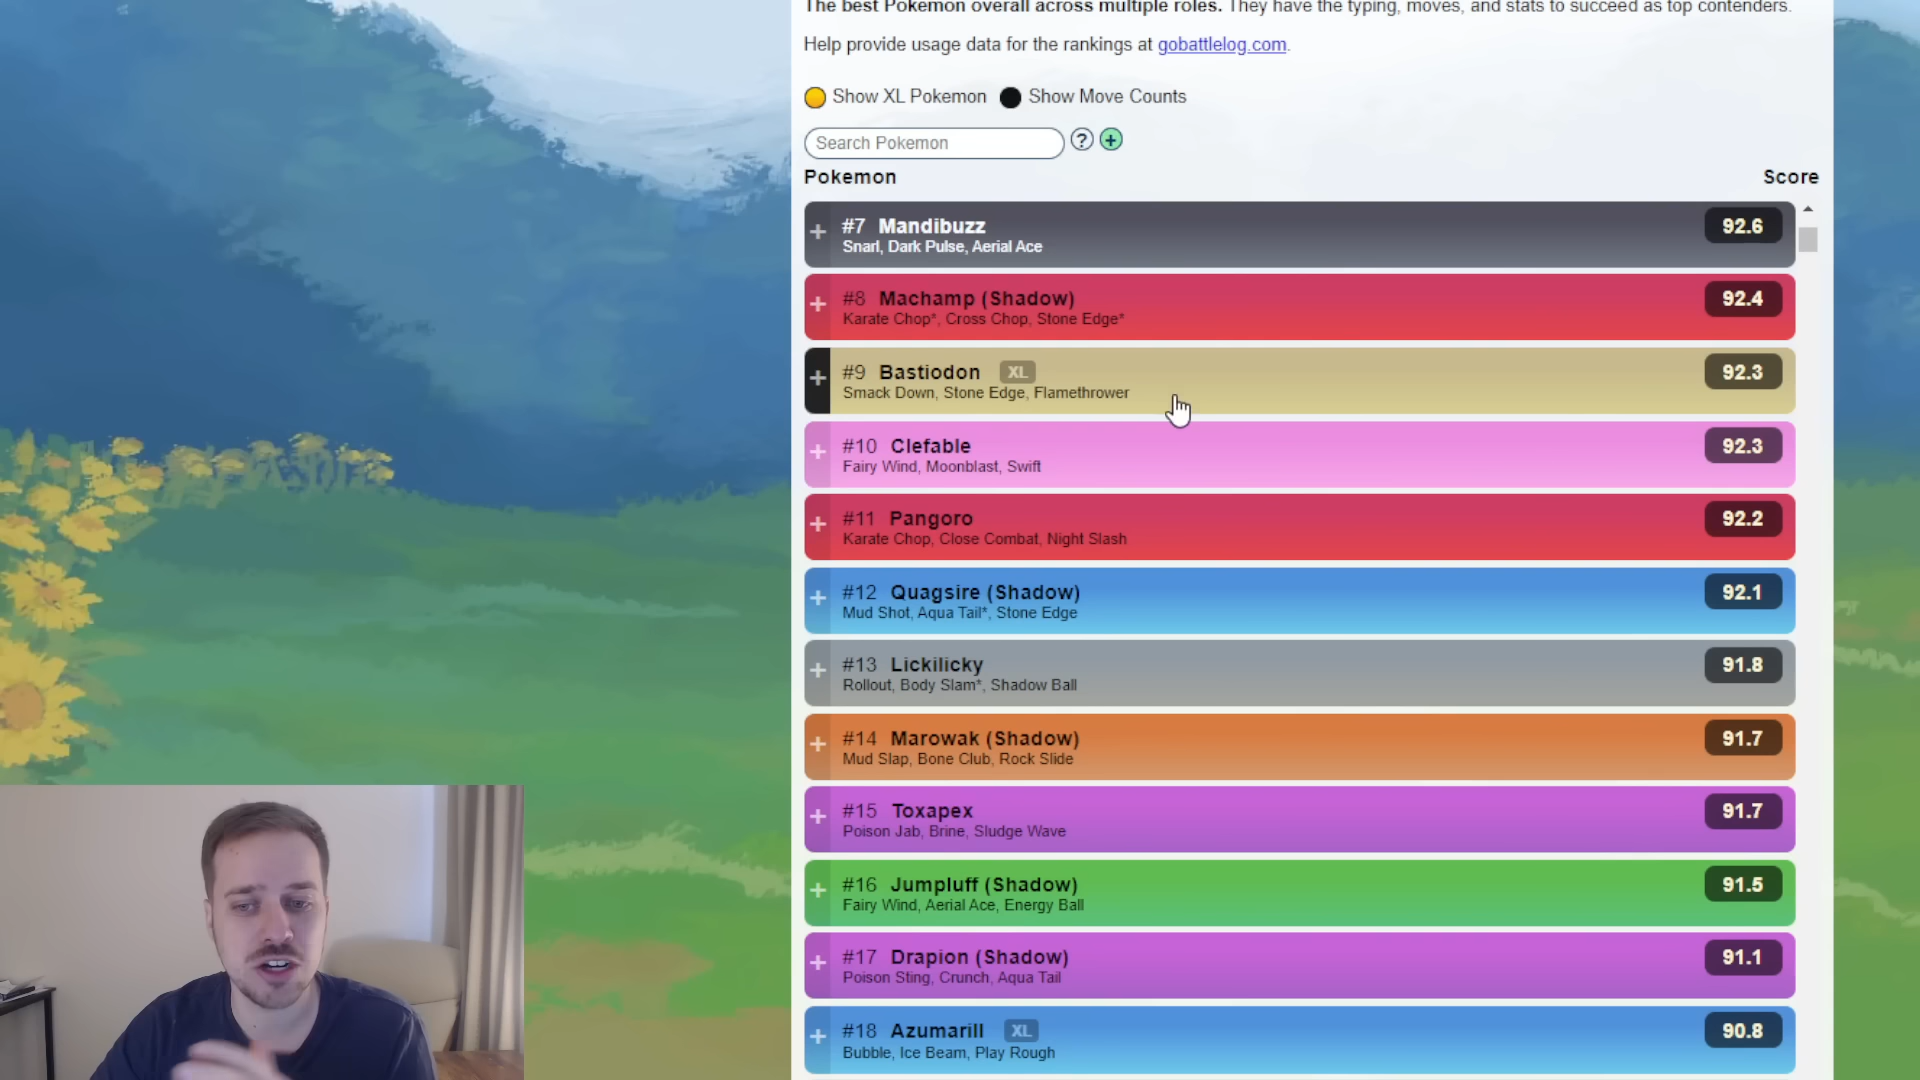 The best Pokemon overall across multiple roles. They have the typing, moves, and stats to succeed as top contenders.
Help provide usage data for the rankings at gobattlelog.com.
Show XL Pokemon Show Move Counts
Search Pokemon ? +
Pokemon Score
+ #7 Mandibuzz 92.6
Snarl, Dark Pulse, Aerial Ace
+ #8 Machamp (Shadow) 92.4
Karate Chop*, Cross Chop, Stone Edge*
+ #9 Bastiodon XL 92.3
Smack Down, Stone Edge, Flamethrower
+ #10 Clefable 92.3
Fairy Wind, Moonblast, Swift
+ #11 Pangoro 92.2
Karate Chop, Close Combat, Night Slash
+ #12 Quagsire (Shadow) 92.1
Mud Shot, Aqua Tail*, Stone Edge
+ #13 Lickilicky 91.8
Rollout, Body Slam*, Shadow Ball
+ #14 Marowak (Shadow) 91.7
Mud Slap, Bone Club, Rock Slide
+ #15 Toxapex 91.7
Poison Jab, Brine, Sludge Wave
+ #16 Jumpluff (Shadow) 91.5
Fairy Wind, Aerial Ace, Energy Ball
+ #17 Drapion (Shadow) 91.1
Poison Sting, Crunch, Aqua Tail
+ #18 Azumarill XL 90.8
Bubble, Ice Beam, Play Rough